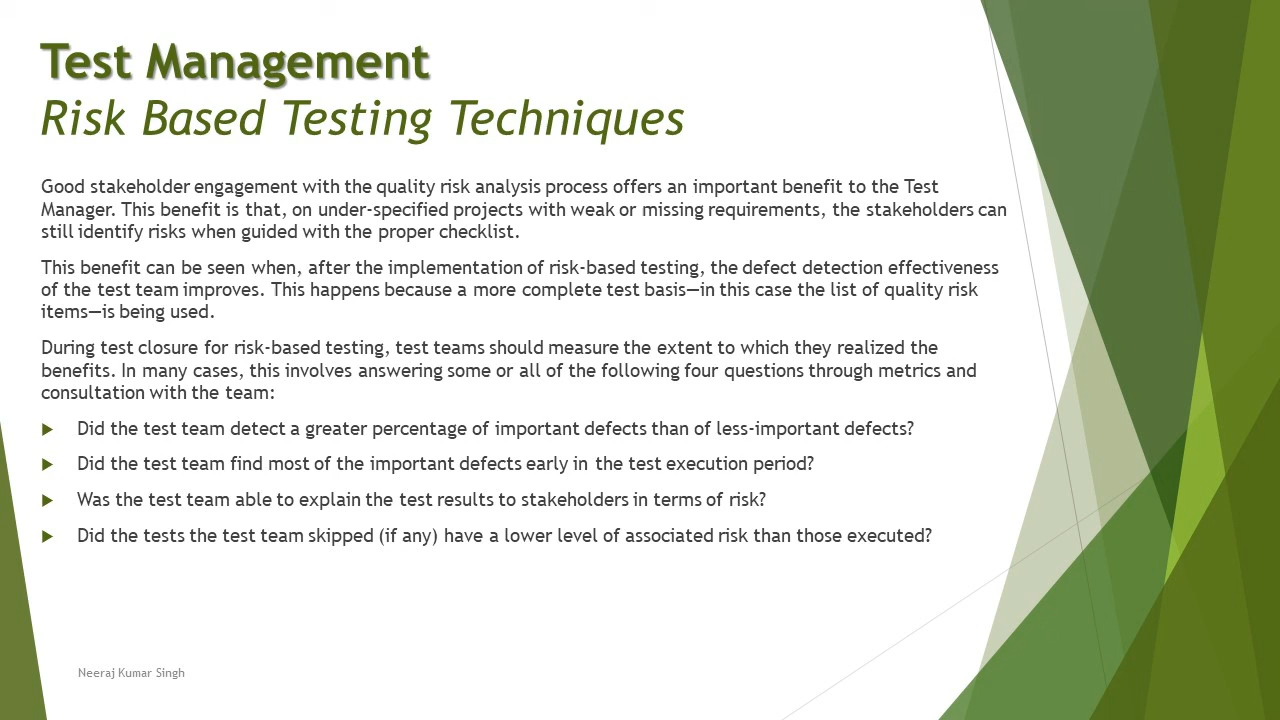 Test Management
Risk Based Testing Techniques
Good stakeholder engagement with the quality risk analysis process offers an important benefit to the Test
Manager. This benefit is that, on under-specified projects with weak or missing requirements, the stakeholders can
still identify risks when guided with the proper checklist.
This benefit can be seen when, after the implementation of risk-based testing, the defect detection effectiveness
of the test team improves. This happens because a more complete test basis—in this case the list of quality risk
items—is being used.
During test closure for risk-based testing, test teams should measure the extent to which they realized the
benefits. In many cases, this involves answering some or all of the following four questions through metrics and
consultation with the team:
Did the test team detect a greater percentage of important defects than of less-important defects?
Did the test team find most of the important defects early in the test execution period?
Was the test team able to explain the test results to stakeholders in terms of risk?
Did the tests the test team skipped (if any) have a lower level of associated risk than those executed?
Neeraj Kumar Singh